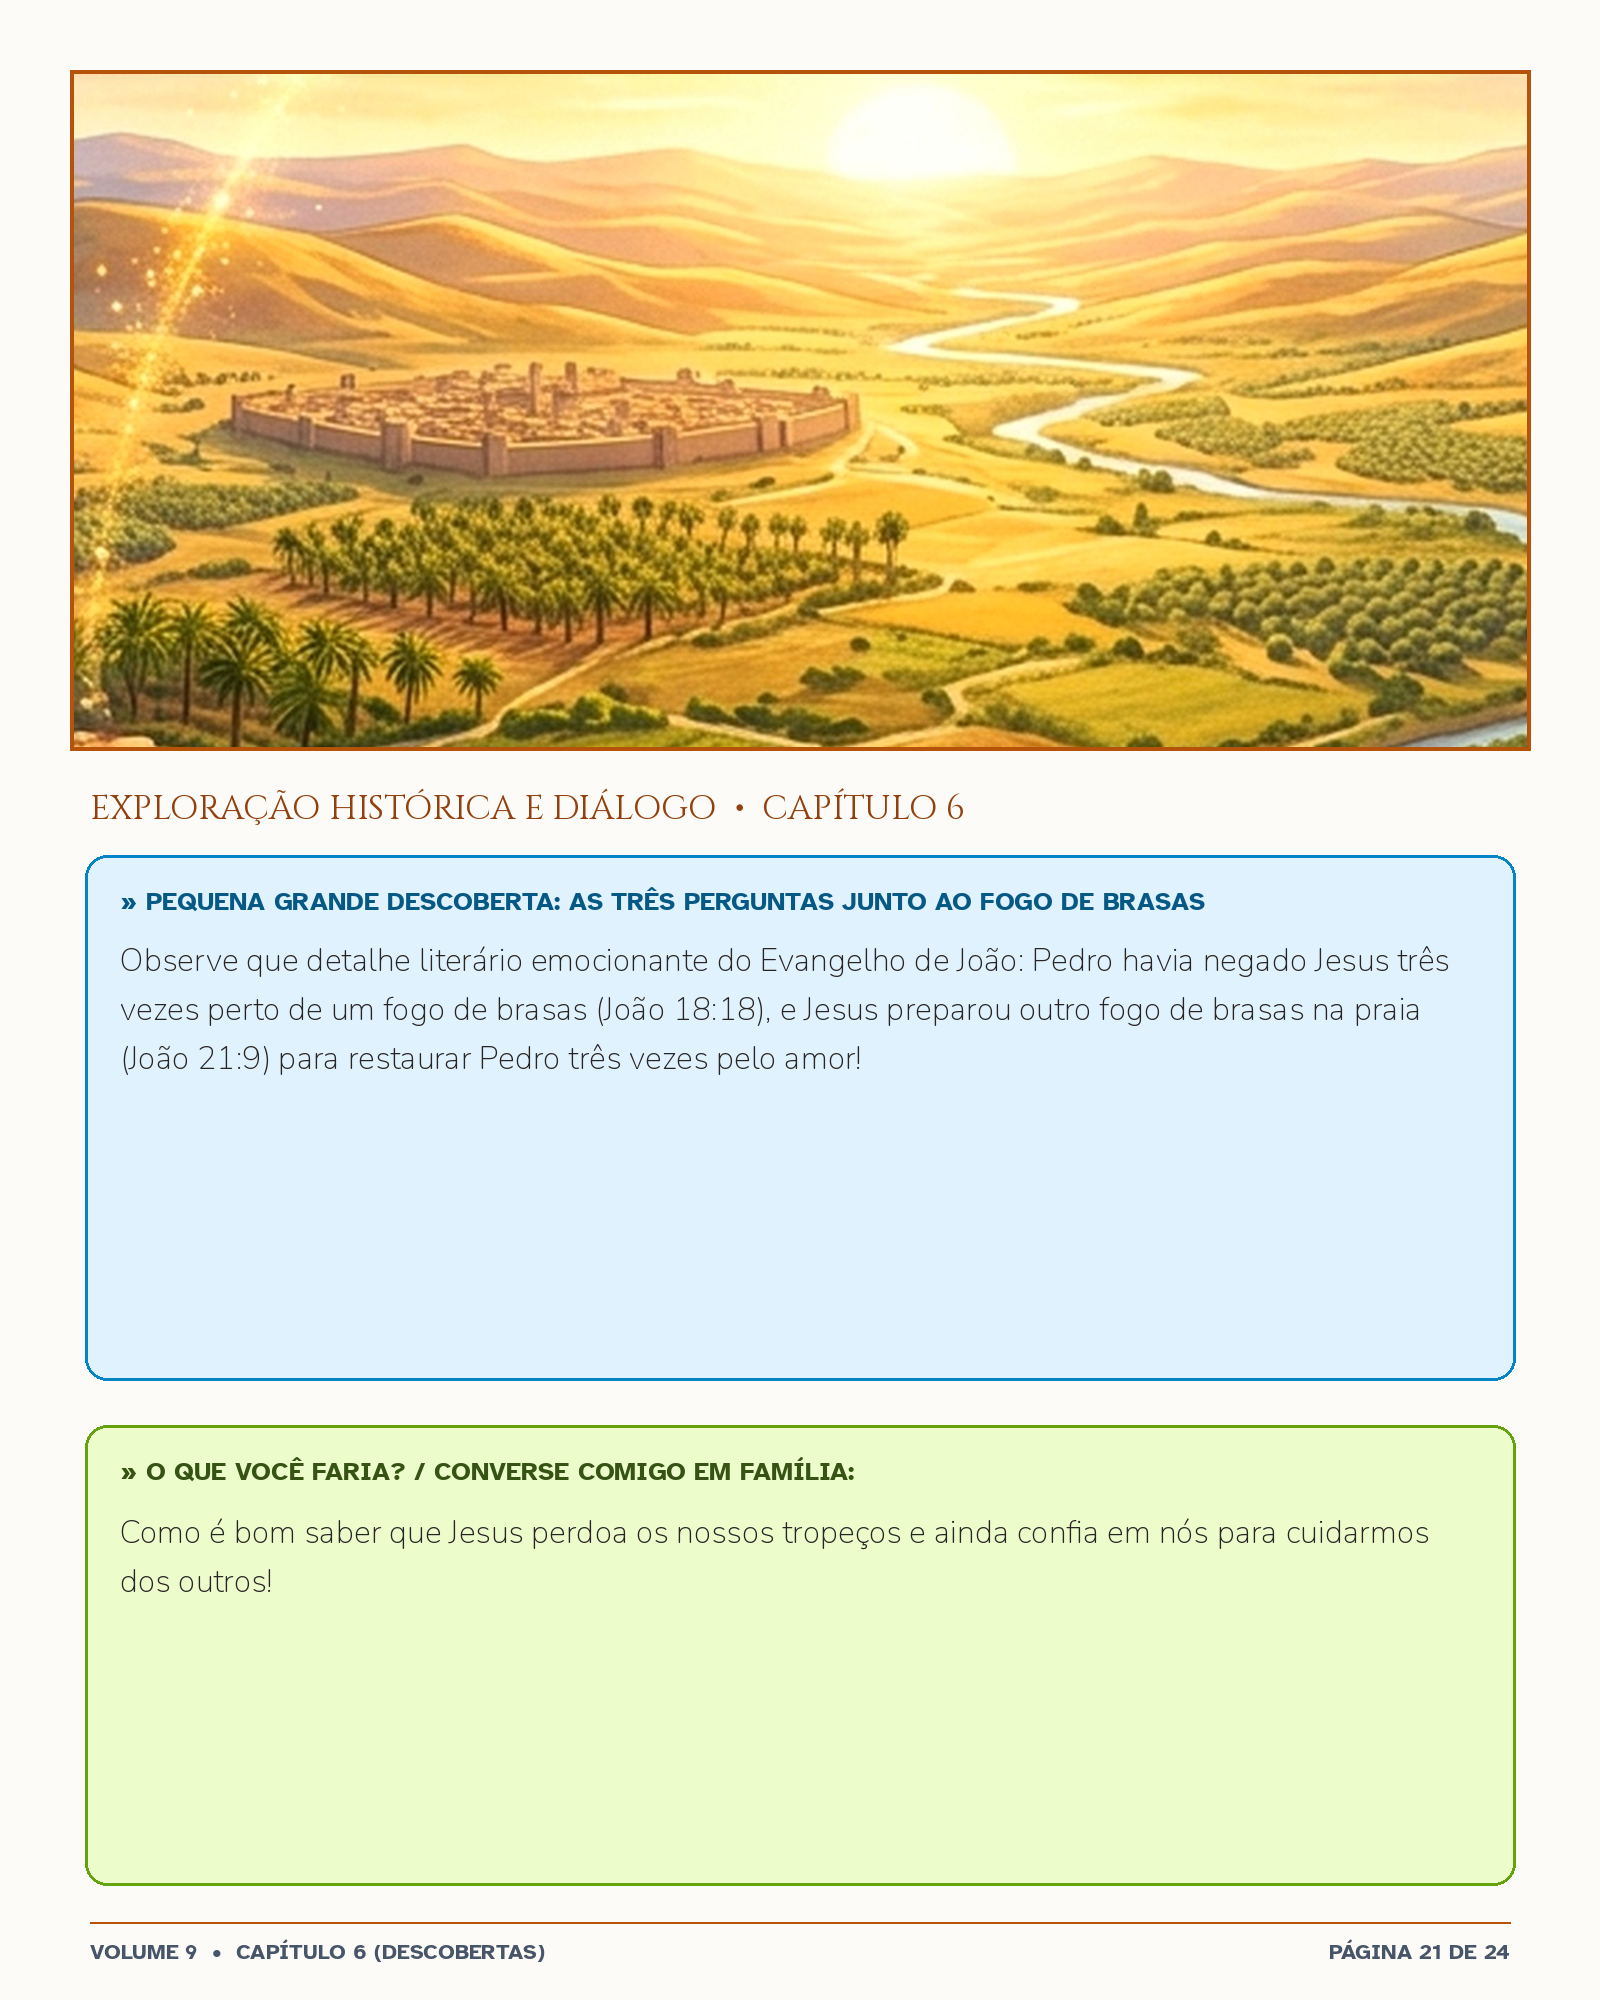 EXPLORAÇÃO HISTÓRICA E DIÁLOGO • CAPÍTULO 6
» PEQUENA GRANDE DESCOBERTA: AS TRÊS PERGUNTAS JUNTO AO FOGO DE BRASAS
Observe que detalhe literário emocionante do Evangelho de João: Pedro havia negado Jesus três
vezes perto de um fogo de brasas (João 18:18), e Jesus preparou outro fogo de brasas na praia
(João 21:9) para restaurar Pedro três vezes pelo amor!
» O QUE VOCÊ FARIA? / CONVERSE COMIGO EM FAMÍLIA:
Como é bom saber que Jesus perdoa os nossos tropeços e ainda confia em nós para cuidarmos
dos outros!
VOLUME 9 • CAPÍTULO 6 (DESCOBERTAS)
PÁGINA 21 DE 24